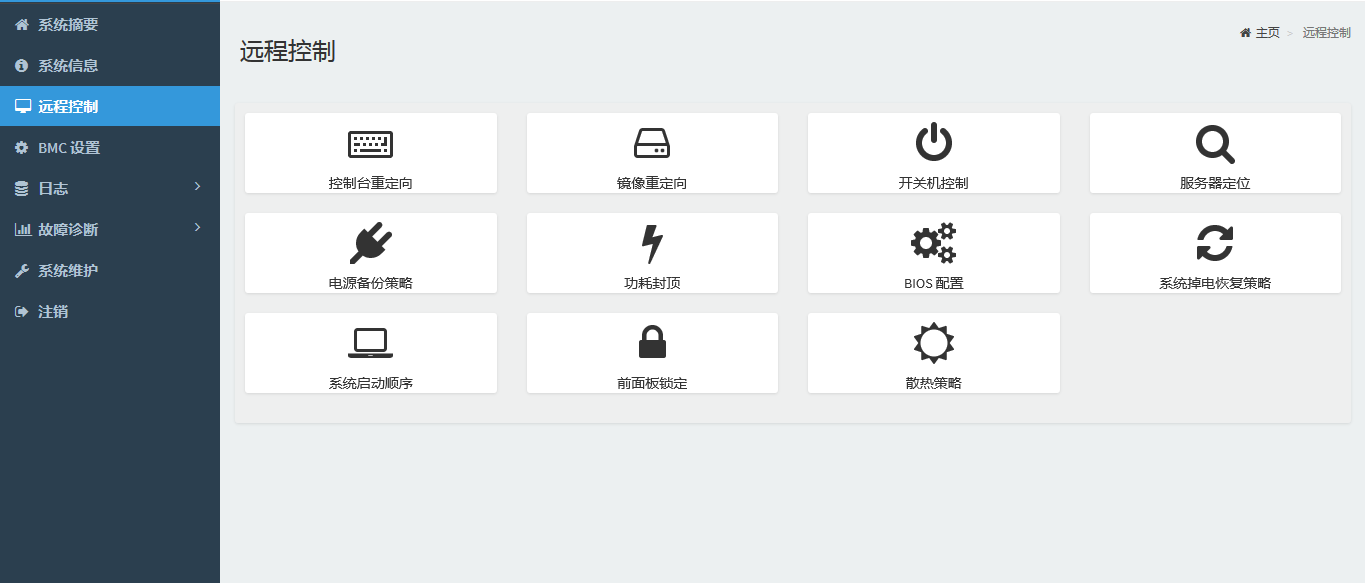 系统摘要
系统信息
远程控制
BMC 设置
日志
故障诊断
系统维护
注销
远程控制
主页 > 远程控制
控制台重定向
镜像重定向
开关机控制
服务器定位
电源备份策略
功耗封顶
BIOS 配置
系统掉电恢复策略
系统启动顺序
前面板锁定
散热策略